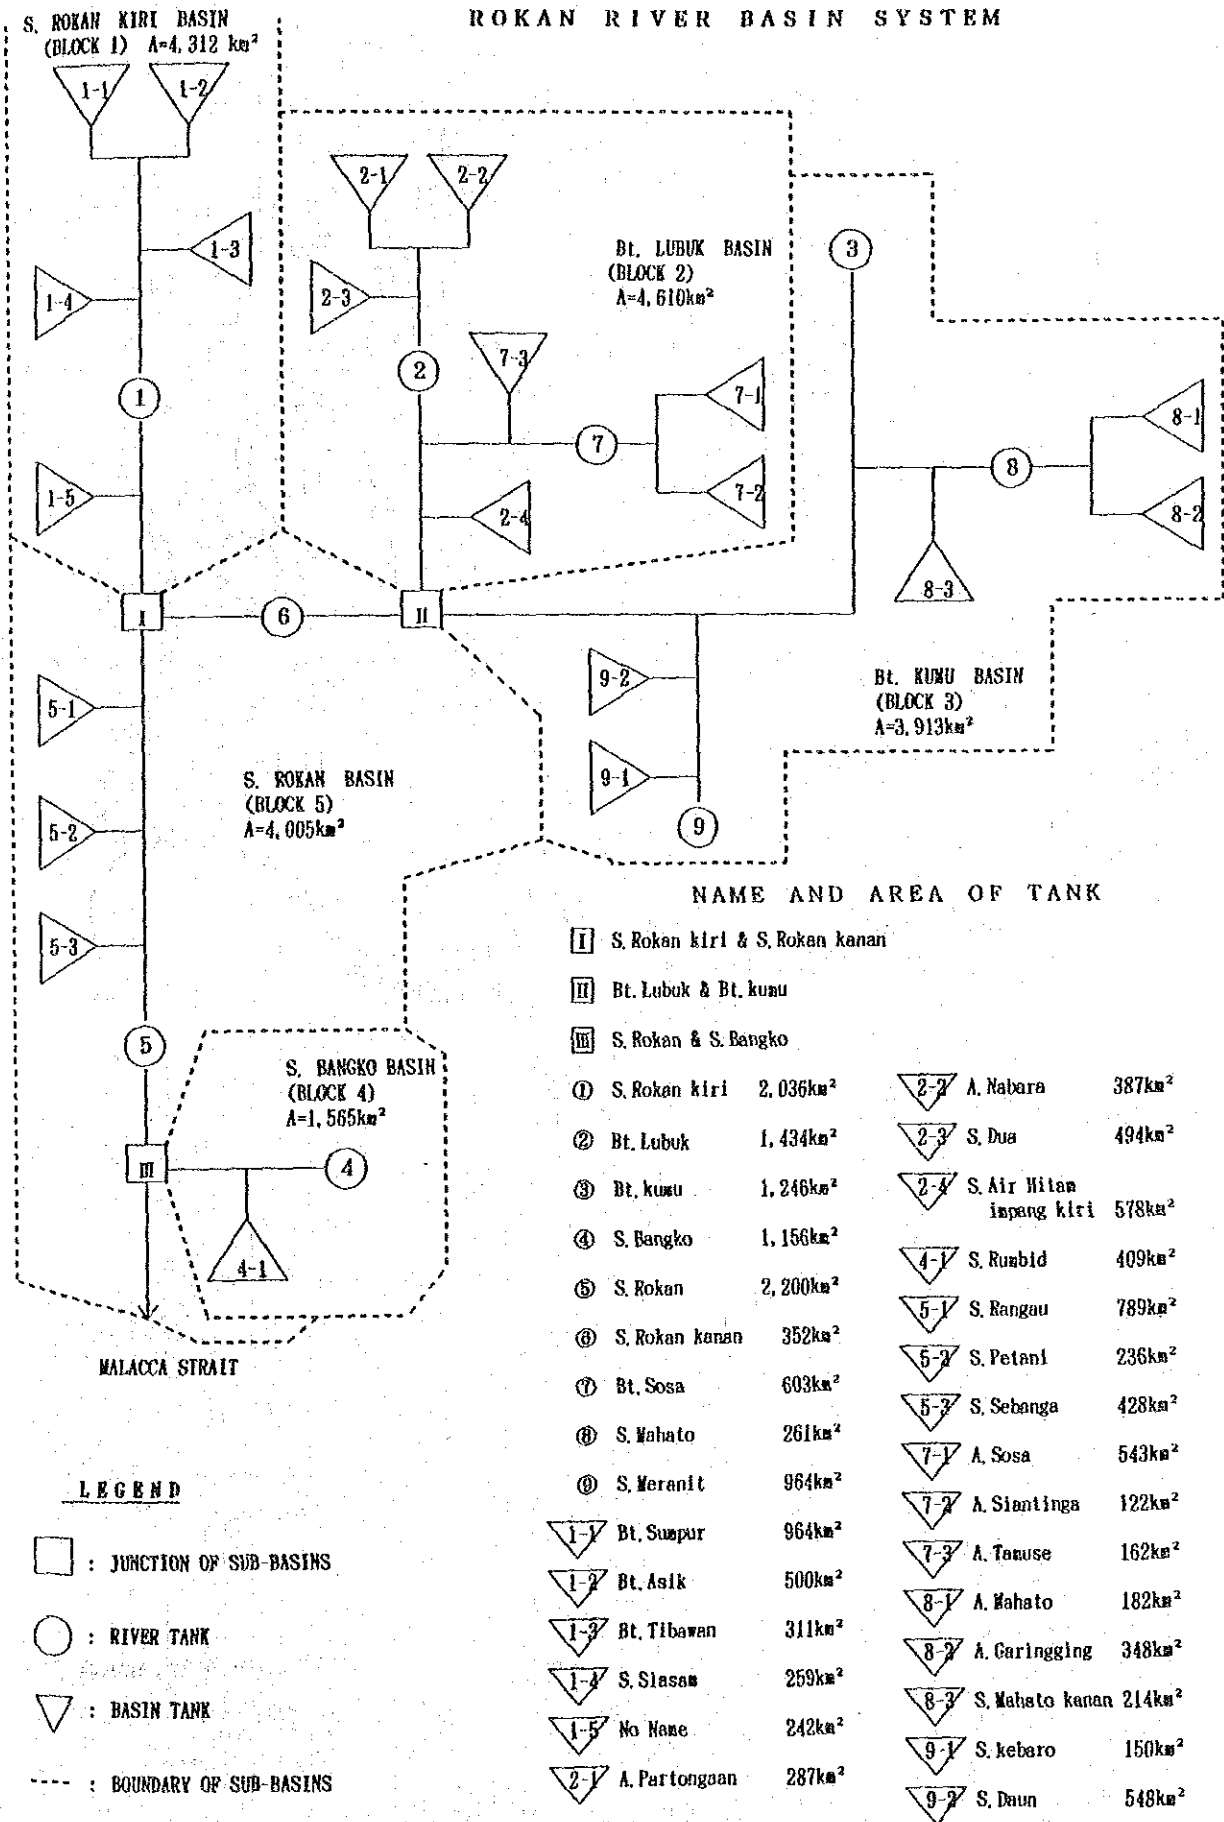 ROKAN RIVER BASIN SYSTEM
S. ROKAN KIRI BASIN
(BLOCK 1) A=4,312 km²
1-1
1-2
1-3
1-4
1
1-5
2-1
2-2
2-3
2
7-3
7
7-1
7-2
2-4
Bt. LUBUK BASIN
(BLOCK 2)
A=4,610km²
3
8
8-1
8-2
8-3
I
6
II
9-2
9-1
9
Bt. KUMU BASIN
(BLOCK 3)
A=3,913km²
5-1
5-2
5-3
5
S. ROKAN BASIN
(BLOCK 5)
A=4,005km²
S. BANGKO BASIN
(BLOCK 4)
A=1,565km²
III
4
4-1
MALACCA STRAIT
NAME AND AREA OF TANK
I S. Rokan kiri & S. Rokan kanan
II Bt. Lubuk & Bt. kumu
III S. Rokan & S. Bangko
① S. Rokan kiri 2,036km²
② Bt. Lubuk 1,434km²
③ Bt. kumu 1,246km²
④ S. Bangko 1,156km²
⑤ S. Rokan 2,200km²
⑥ S. Rokan kanan 352km²
⑦ Bt. Sosa 603km²
⑧ S. Mahato 261km²
⑨ S. Meranit 964km²
1-1 Bt. Sumpur 964km²
1-2 Bt. Asik 500km²
1-3 Bt. Tibawan 311km²
1-4 S. Siasam 259km²
1-5 No Name 242km²
2-1 A. Partongaan 287km²
2-2 A. Nabara 387km²
2-3 S. Dua 494km²
2-4 S. Air Hitam
impang kiri 578km²
4-1 S. Rumbid 409km²
5-1 S. Rangau 789km²
5-2 S. Petani 236km²
5-3 S. Sebanga 428km²
7-1 A. Sosa 543km²
7-2 A. Siantinga 122km²
7-3 A. Tamuse 162km²
8-1 A. Mahato 182km²
8-2 A. Garingging 348km²
8-3 S. Mahato kanan 214km²
9-1 S. kebaro 150km²
9-2 S. Daun 548km²
LEGEND
: JUNCTION OF SUB-BASINS
: RIVER TANK
: BASIN TANK
: BOUNDARY OF SUB-BASINS